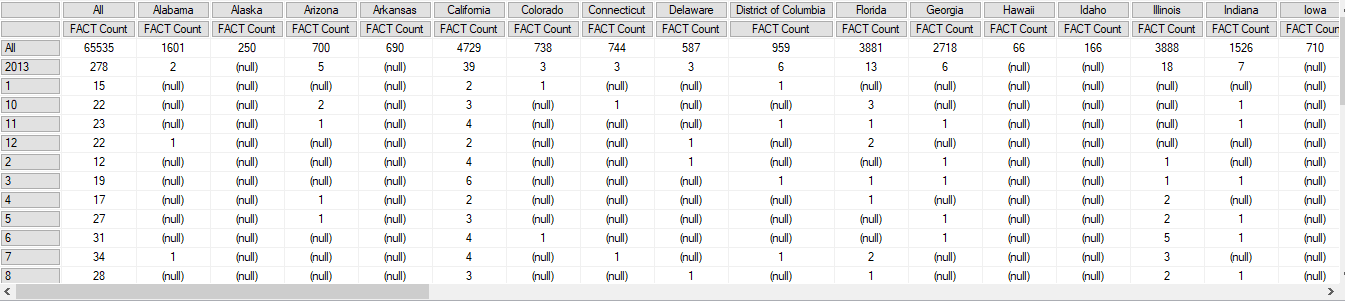 All Alabama Alaska Arizona Arkansas California Colorado Connecticut Delaware District of Columbia Florida Georgia Hawaii Idaho Illinois Indiana Iowa
FACT Count FACT Count FACT Count FACT Count FACT Count FACT Count FACT Count FACT Count FACT Count FACT Count FACT Count FACT Count FACT Count FACT Count FACT Count FACT Count FACT Coun
All 65535 1601 250 700 690 4729 738 744 587 959 3881 2718 66 166 3888 1526 710
2013 278 2 (null) 5 (null) 39 3 3 3 6 13 6 (null) (null) 18 7 (null)
1 15 (null) (null) (null) (null) 2 1 (null) (null) 1 (null) (null) (null) (null) (null) (null) (null)
10 22 (null) (null) 2 (null) 3 (null) 1 (null) (null) 3 (null) (null) (null) (null) 1 (null)
11 23 (null) (null) 1 (null) 4 (null) (null) (null) 1 1 1 (null) (null) (null) 1 (null)
12 22 1 (null) (null) (null) 2 (null) (null) 1 (null) 2 (null) (null) (null) (null) (null) (null)
2 12 (null) (null) (null) (null) 4 (null) (null) 1 (null) (null) 1 (null) (null) 1 (null) (null)
3 19 (null) (null) (null) (null) 6 (null) (null) (null) 1 1 1 (null) (null) 1 1 (null)
4 17 (null) (null) 1 (null) 2 (null) (null) (null) (null) 1 (null) (null) (null) 2 (null) (null)
5 27 (null) (null) 1 (null) 3 (null) (null) (null) (null) (null) 1 (null) (null) 2 1 (null)
6 31 (null) (null) (null) (null) 4 1 (null) (null) (null) (null) 1 (null) (null) 5 1 (null)
7 34 1 (null) (null) (null) 4 (null) 1 (null) 1 2 (null) (null) (null) 3 (null) (null)
8 28 (null) (null) (null) (null) 3 (null) (null) 1 (null) 1 (null) (null) (null) 2 1 (null)